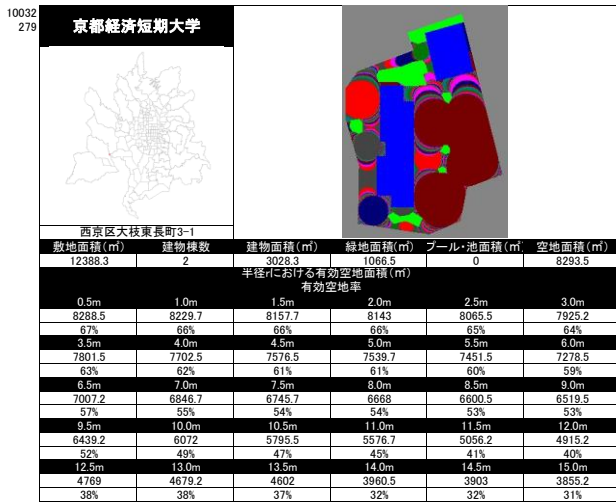 10032
279
京都経済短期大学
西京区大枝東長町3-1
敷地面積(㎡) 建物棟数 建物面積(㎡) 緑地面積(㎡) プール・池面積(㎡) 空地面積(㎡)
12388.3 2 3028.3 1066.5 0 8293.5
半径rにおける有効空地面積(㎡)
有効空地率
0.5m 1.0m 1.5m 2.0m 2.5m 3.0m
8288.5 8229.7 8157.7 8143 8065.5 7925.2
67% 66% 66% 66% 65% 64%
3.5m 4.0m 4.5m 5.0m 5.5m 6.0m
7801.5 7702.5 7576.5 7539.7 7451.5 7278.5
63% 62% 61% 61% 60% 59%
6.5m 7.0m 7.5m 8.0m 8.5m 9.0m
7007.2 6846.7 6745.7 6668 6600.5 6519.5
57% 55% 54% 54% 53% 53%
9.5m 10.0m 10.5m 11.0m 11.5m 12.0m
6439.2 6072 5795.5 5576.7 5056.2 4915.2
52% 49% 47% 45% 41% 40%
12.5m 13.0m 13.5m 14.0m 14.5m 15.0m
4769 4679.2 4602 3960.5 3903 3855.2
38% 38% 37% 32% 32% 31%